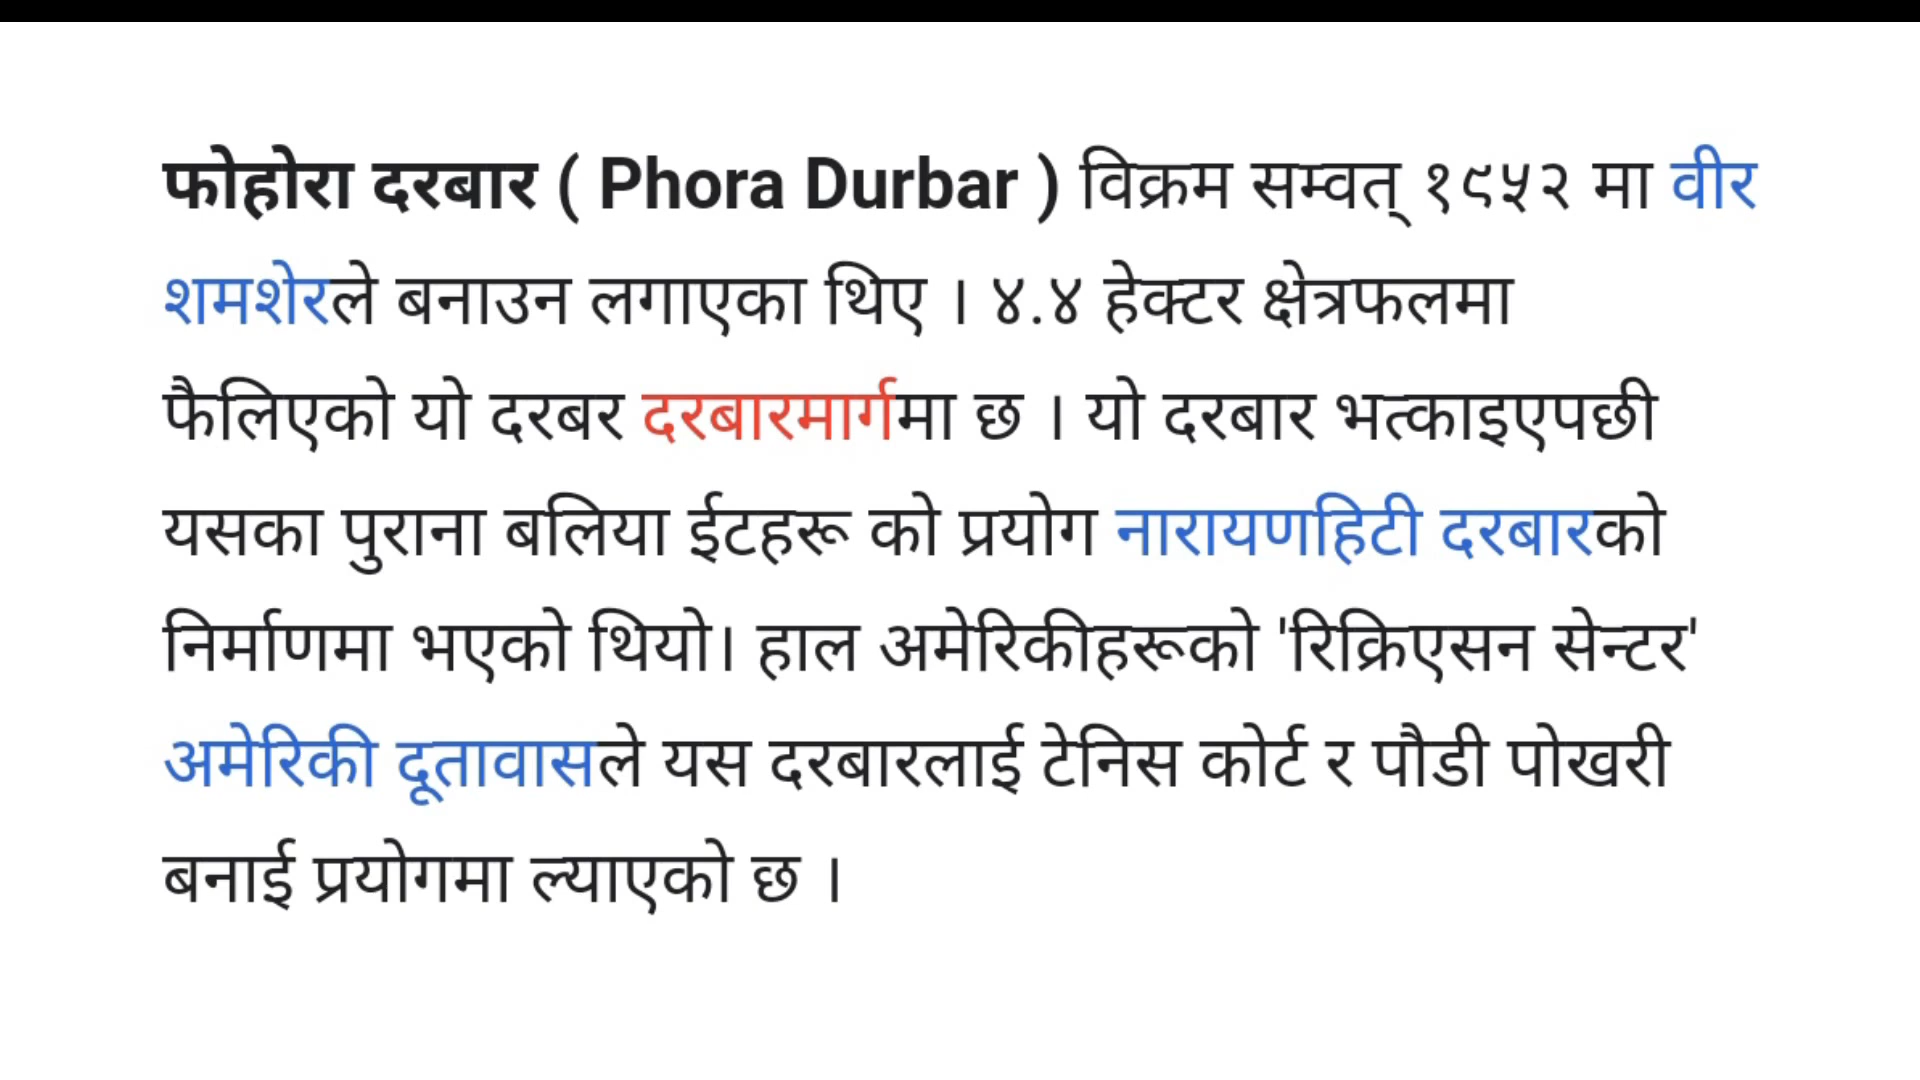 फोहोरा दरबार ( Phora Durbar ) विक्रम सम्वत् १९५२ मा वीर
शमशेरले बनाउन लगाएका थिए । ४.४ हेक्टर क्षेत्रफलमा
फैलिएको यो दरबर दरबारमार्गमा छ । यो दरबार भत्काइएपछी
यसका पुराना बलिया ईटहरू को प्रयोग नारायणहिटी दरबारको
निर्माणमा भएको थियो। हाल अमेरिकीहरूको 'रिक्रिएसन सेन्टर'
अमेरिकी दूतावासले यस दरबारलाई टेनिस कोर्ट र पौडी पोखरी
बनाई प्रयोगमा ल्याएको छ ।